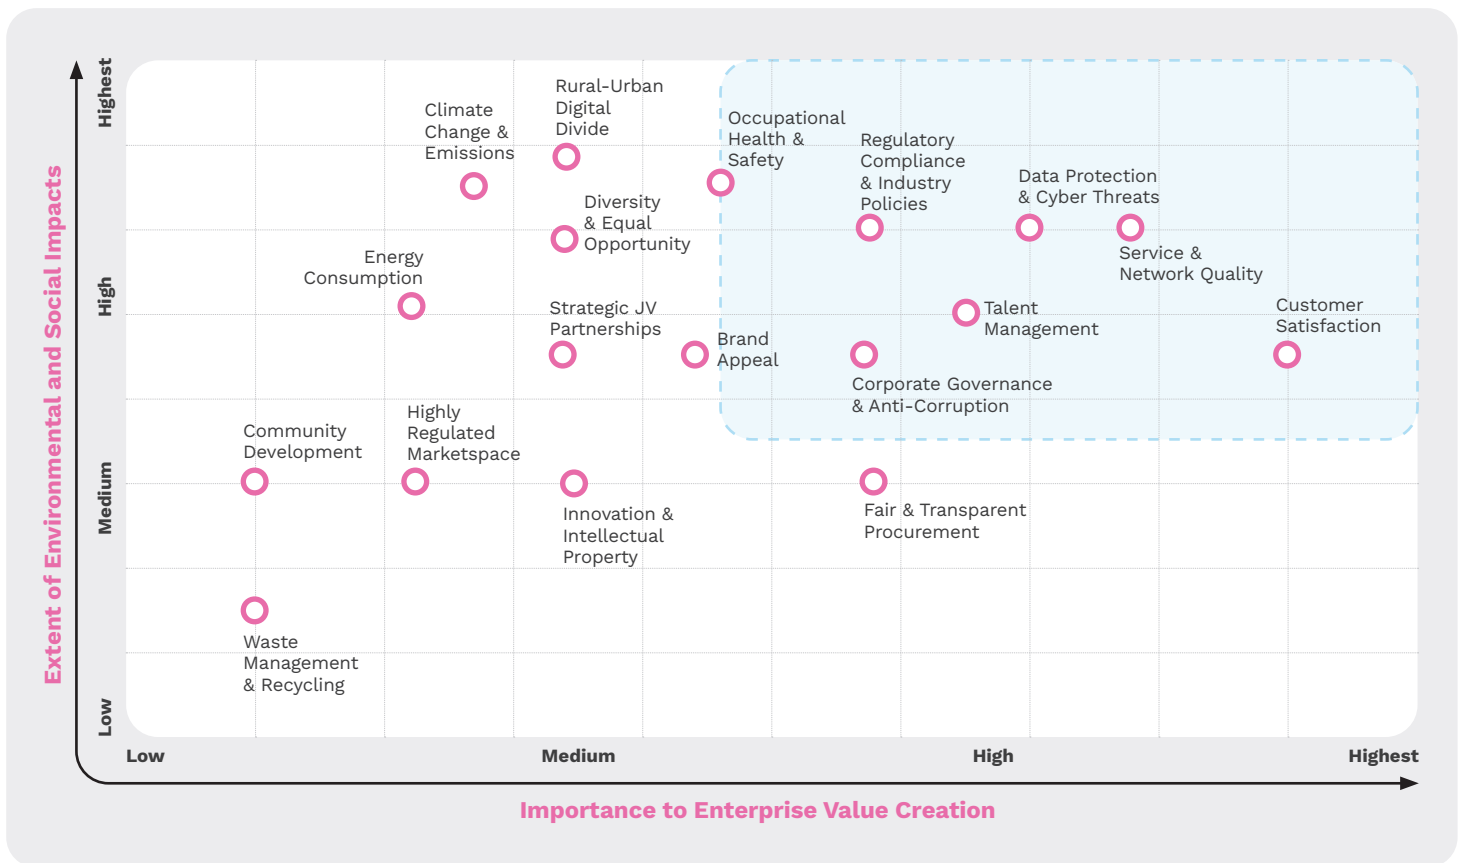 Extent of Environmental and Social Impacts
Highest
High
Medium
Low
Rural-Urban
Digital
Divide
Climate
Change &
Emissions
Occupational
Health &
Safety
Regulatory
Compliance
& Industry
Policies
Data Protection
& Cyber Threats
Diversity
& Equal
Opportunity
Service &
Network Quality
Energy
Consumption
Strategic JV
Partnerships
Talent
Management
Customer
Satisfaction
Brand
Appeal
Corporate Governance
& Anti-Corruption
Highly
Regulated
Marketspace
Community
Development
Innovation &
Intellectual
Property
Fair & Transparent
Procurement
Waste
Management
& Recycling
Low
Medium
High
Highest
Importance to Enterprise Value Creation